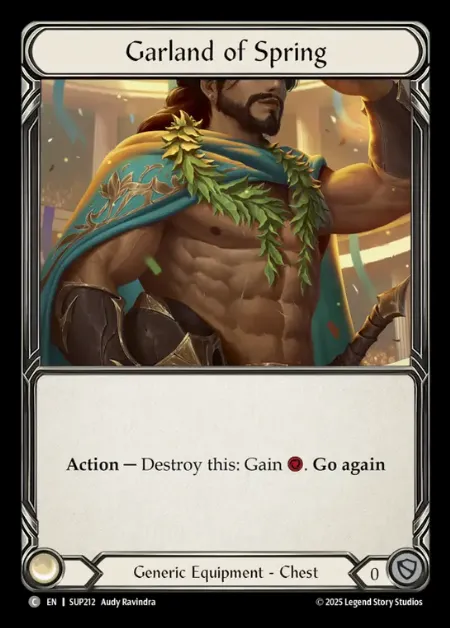 Garland of Spring
Action — Destroy this: Gain . Go again
Generic Equipment - Chest
0
C EN | SUP212 Audy Ravindra
© 2025 Legend Story Studios